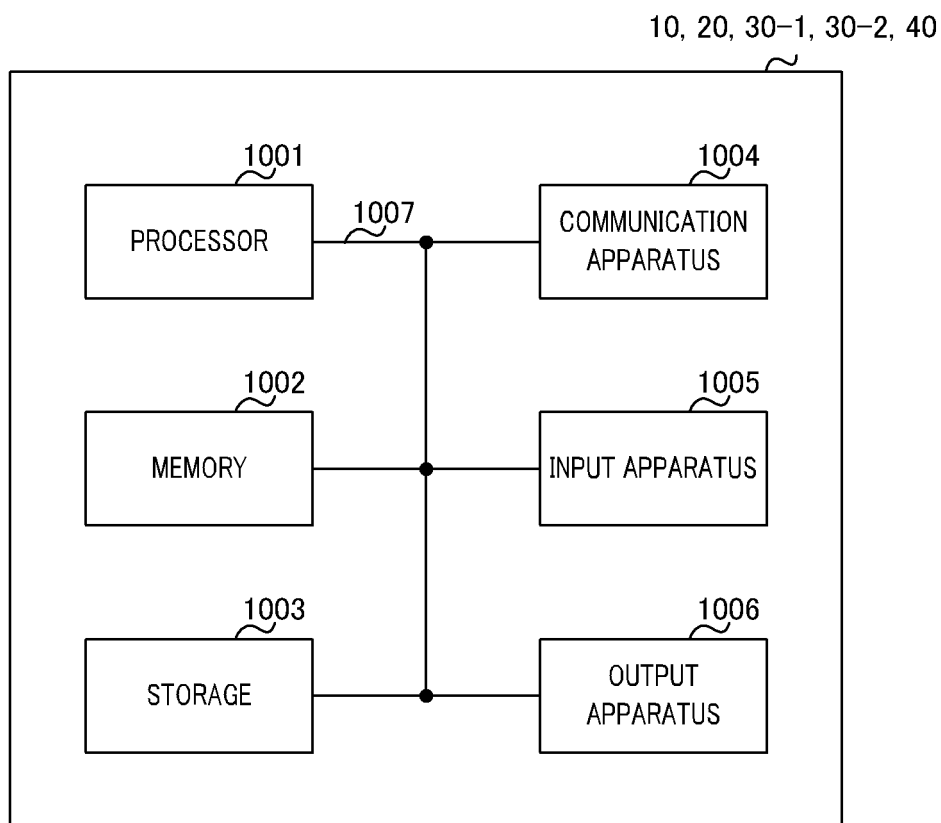 10, 20, 30-1, 30-2, 40
1001
PROCESSOR
1007
1004
COMMUNICATION
APPARATUS
1002
MEMORY
1005
INPUT APPARATUS
1003
STORAGE
1006
OUTPUT
APPARATUS